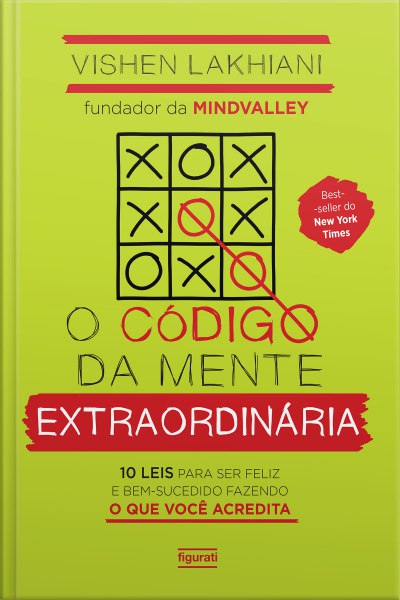 VISHEN LAKHIANI
fundador da MINDVALLEY
X O X
X O X
O X O
Best-
-seller do
New York
Times
O CÓDIGO
DA MENTE
EXTRAORDINÁRIA
10 LEIS PARA SER FELIZ
E BEM-SUCEDIDO FAZENDO
O QUE VOCÊ ACREDITA
figurati